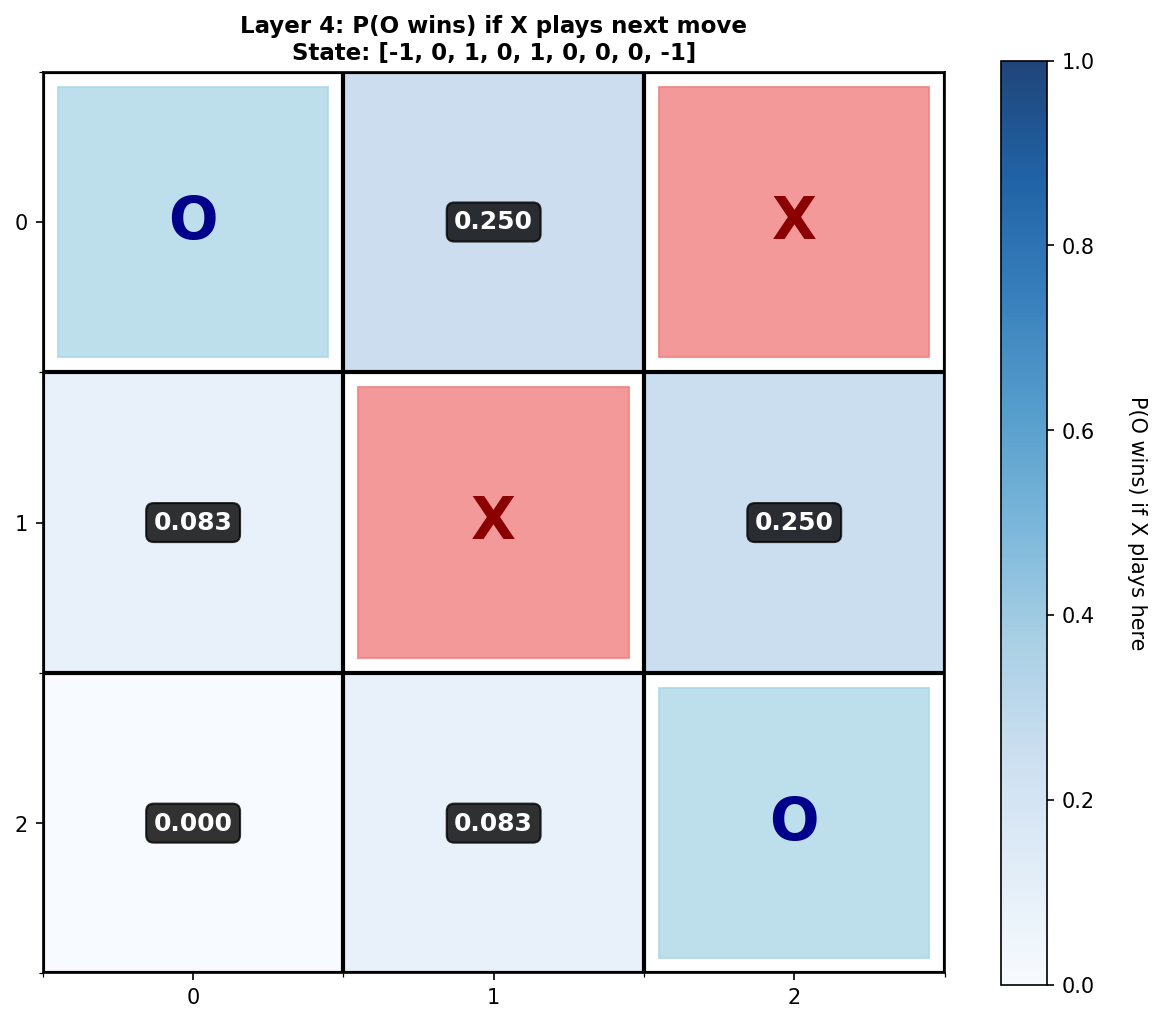 Layer 4: P(O wins) if X plays next move
State: [-1, 0, 1, 0, 1, 0, 0, 0, -1]
0 O 0.250 X
1 0.083 X 0.250
2 0.000 0.083 O
0 1 2
1.0
0.8
0.6
0.4
0.2
0.0
P(O wins) if X plays here